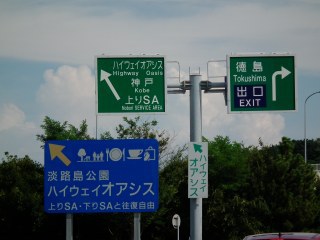 ハイウェイオアシス
Highway Oasis
神戸
Kobe
上りSA
Nobori SERVICE AREA
徳島
Tokushima
出口
EXIT
ハイウェイ
オアシス
淡路島公園
ハイウェイオアシス
上りSA・下りSAと往復自由